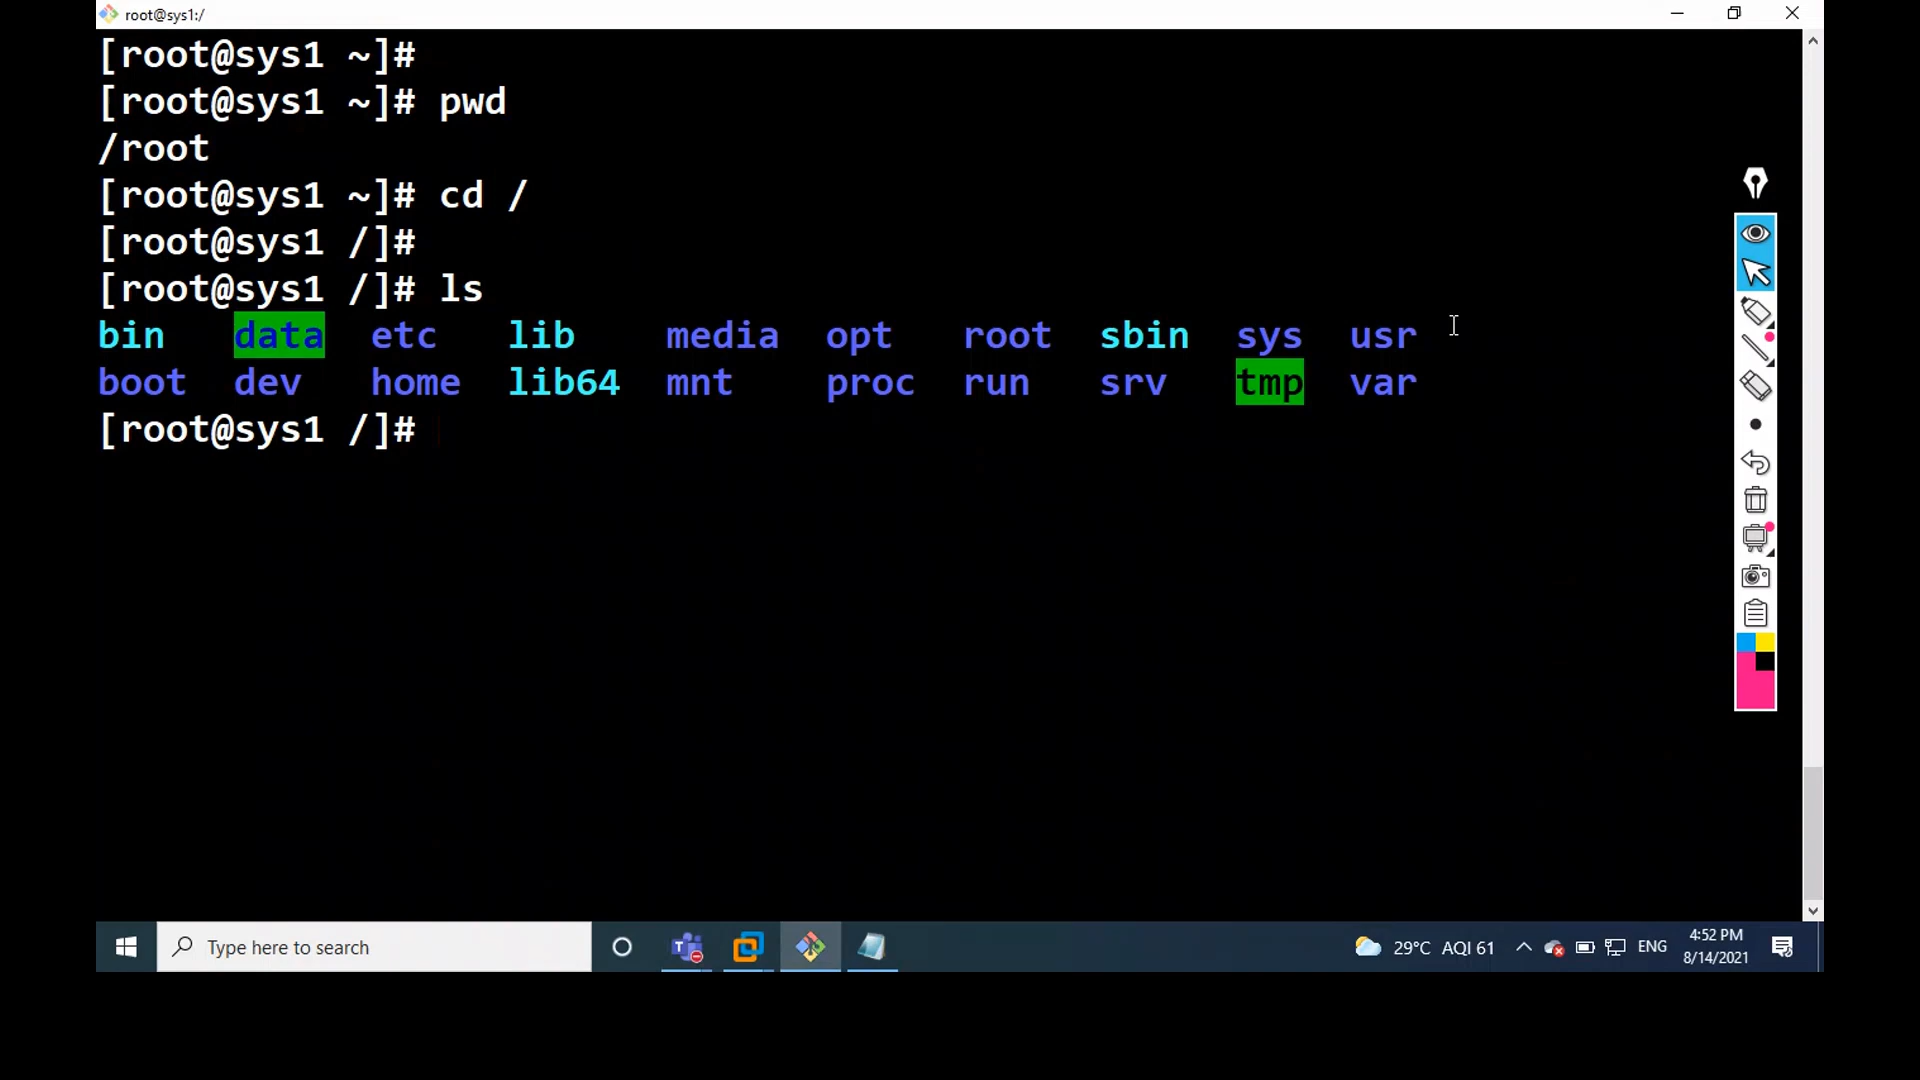 root@sys1:/
[root@sys1 ~]#
[root@sys1 ~]# pwd
/root
[root@sys1 ~]# cd /
[root@sys1 /]#
[root@sys1 /]# ls
bin data etc lib media opt root sbin sys usr
boot dev home lib64 mnt proc run srv tmp var
[root@sys1 /]#
Type here to search
29°C AQI 61 ENG 4:52 PM
8/14/2021